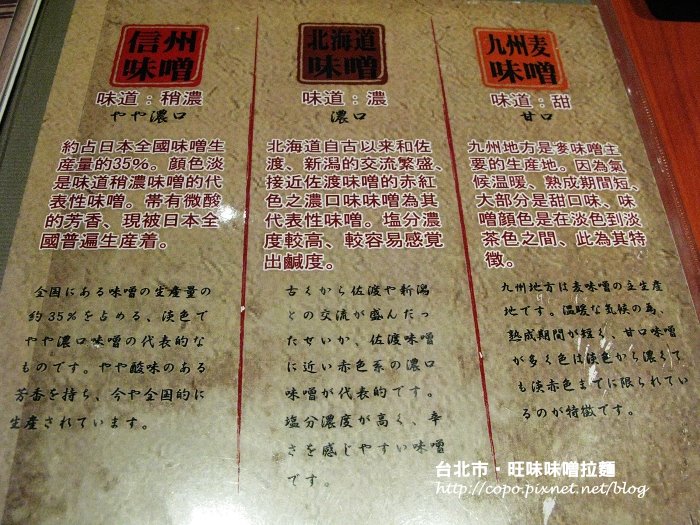 信州
味噌
味道：稍濃
やや濃口
約占日本全國味噌生
產量的35%。顏色淡
是味道稍濃味噌的代
表性味噌。帶有微酸
的芳香、現被日本全
國普遍生産着。
全国にある味噌の生産量の
約35%を占める、淡色で
やや濃口味噌の代表的な
ものです。やや酸味のある
芳香を持ち、今や全国的に
生産されています。
北海道
味噌
味道：濃
濃口
北海道自古以來和佐
渡、新潟的交流繁盛、
接近佐渡味噌的赤紅
色之濃口味味噌為其
代表性味噌。塩分濃
度較高、較容易感覚
出鹹度。
古くから佐渡や新潟
との交流が盛んだっ
たせいか、佐渡味噌
に近い赤色系の濃口
味噌が代表的です。
塩分濃度が高く、辛
さを感じやすい味噌
です。
九州麦
味噌
味道：甜
甘口
九州地方是麥味噌主
要的生産地。因為氣
候温暖、熟成期間短、
大部分是甜口味、味
噌顏色是在淡色到淡
茶色之間、此為其特
徴。
九州地方は麦味噌の主生産
地です。温暖な気候の為、
熟成期間が短く、甘口味噌
が多く色は淡色から濃くて
も淡赤色までに限られてい
るのが特徴です。
台北市・旺味味噌拉麵
http://copo.pixnet.net/blog